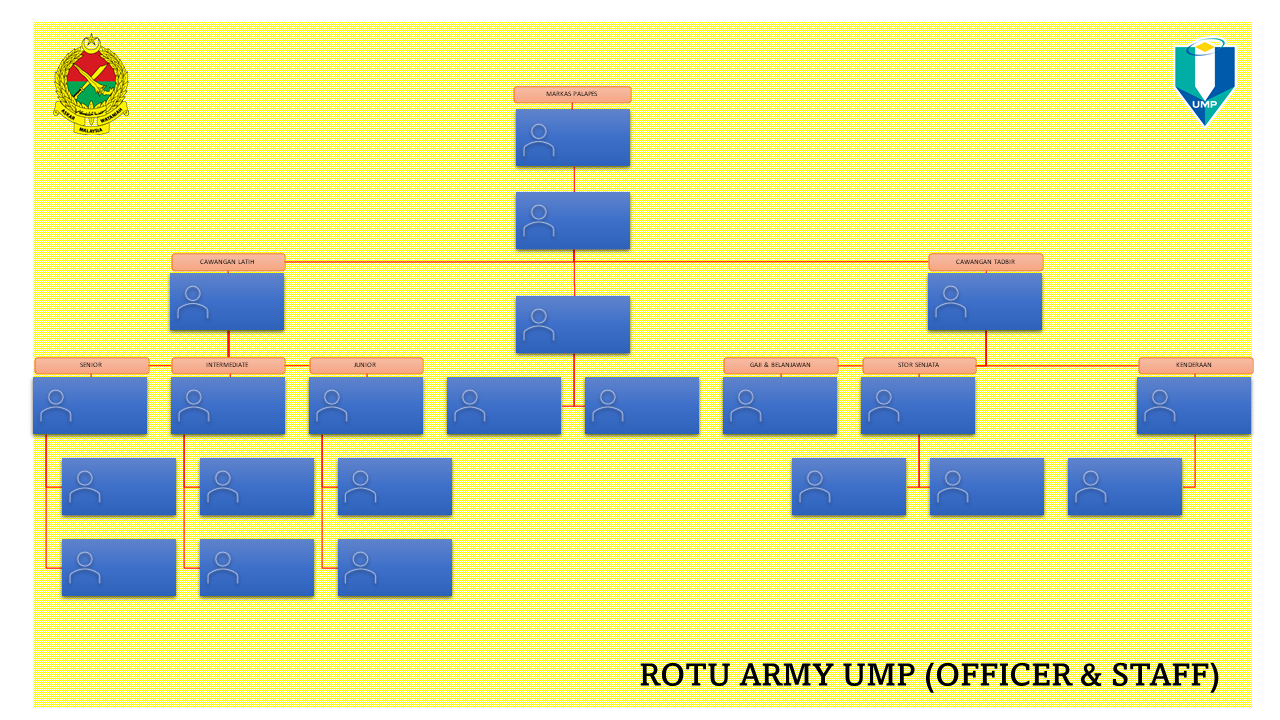 ASKAR WATANIAH
MALAYSIA
UMP
MARKAS PALAPES
CAWANGAN LATIH
CAWANGAN TADBIR
SENIOR
INTERMEDIATE
JUNIOR
GAJI & BELANJAWAN
STOR SENJATA
KENDERAAN
ROTU ARMY UMP (OFFICER & STAFF)